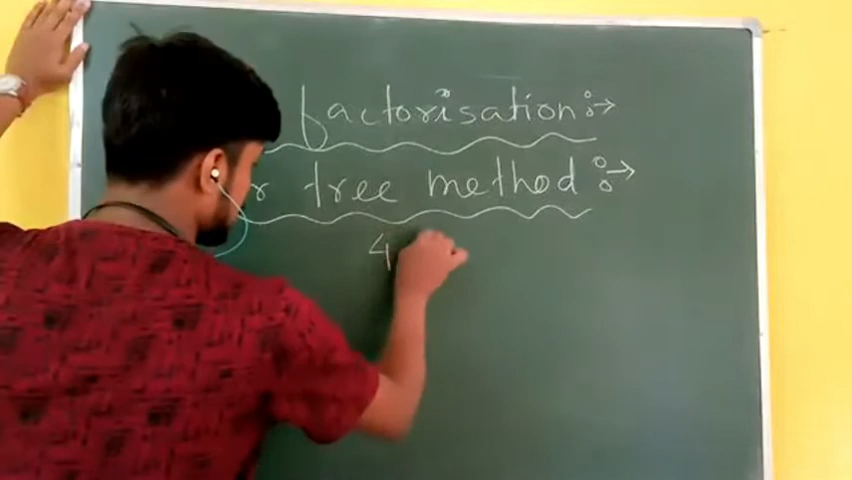 factorisation :→
r tree method :→
4